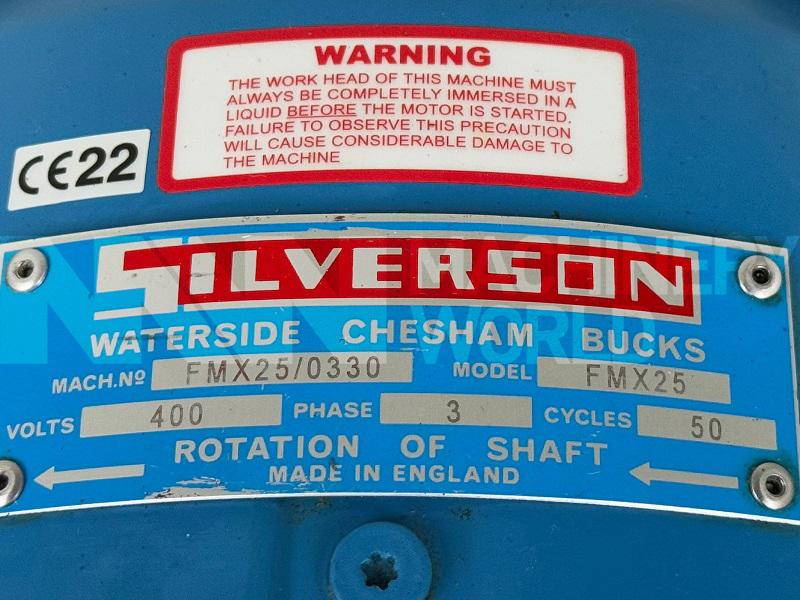 WARNING
THE WORK HEAD OF THIS MACHINE MUST
ALWAYS BE COMPLETELY IMMERSED IN A
LIQUID BEFORE THE MOTOR IS STARTED.
FAILURE TO OBSERVE THIS PRECAUTION
WILL CAUSE CONSIDERABLE DAMAGE TO
THE MACHINE
CE22
SILVERSON
MACHINERY
WORLD
WATERSIDE CHESHAM BUCKS
MACH.No FMX25/0330 MODEL FMX25
VOLTS 400 PHASE 3 CYCLES 50
ROTATION OF SHAFT
MADE IN ENGLAND